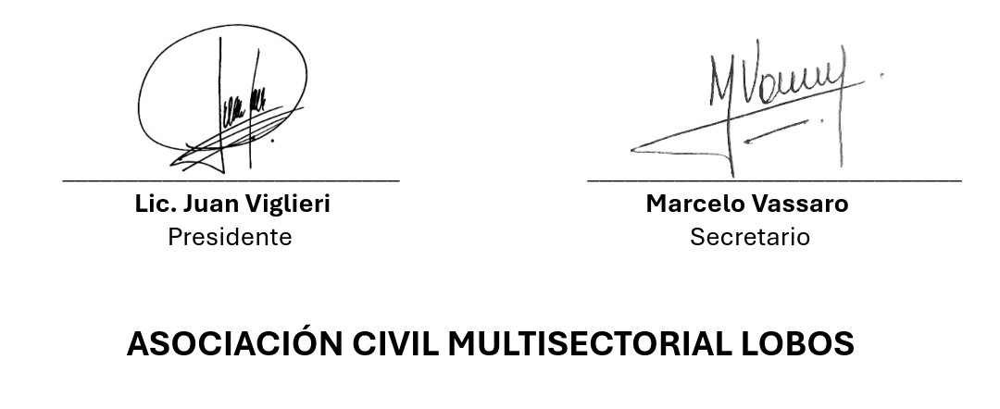 Lic. Juan Viglieri
Presidente
Marcelo Vassaro
Secretario
ASOCIACIÓN CIVIL MULTISECTORIAL LOBOS